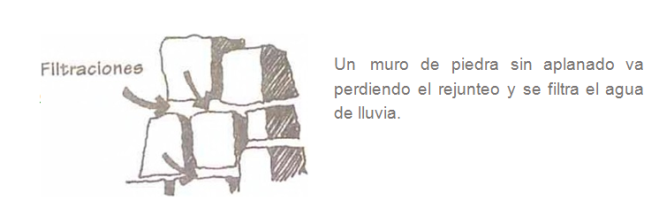 Filtraciones
Un muro de piedra sin aplanado va
perdiendo el rejunteo y se filtra el agua
de lluvia.